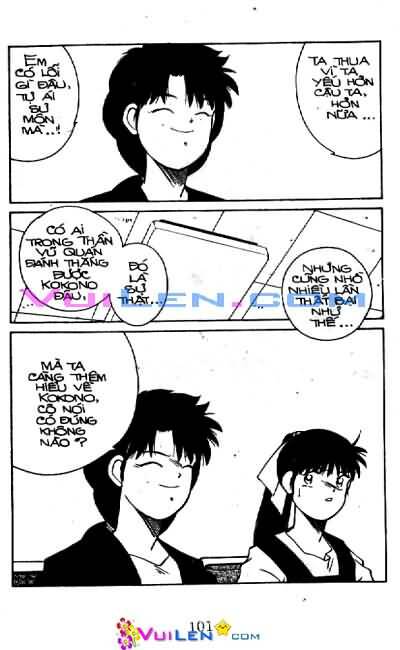 EM
CÓ LỖI
GÌ ĐÂU,
TỰ ÁI
SƯ
MÔN
MÀ...!
TA THUA
VÌ TA
YẾU HƠN
CẬU TA,
HƠN
NỮA...
CÓ AI
TRONG THẦN
VŨ QUÁN
ĐÁNH THẮNG
ĐƯỢC
KOKONO
ĐÂU,
ĐÓ
LÀ
SỰ
THẬT...
NHƯNG
CŨNG NHỜ
NHIỀU LẦN
THẤT BẠI
NHƯ
THẾ...
VUILEN.COM
MÀ TA
CÀNG THÊM
HIỂU VỀ
KOKONO,
CÔ NÓI
CÓ ĐÚNG
KHÔNG
NÀO?
101
VUILEN COM